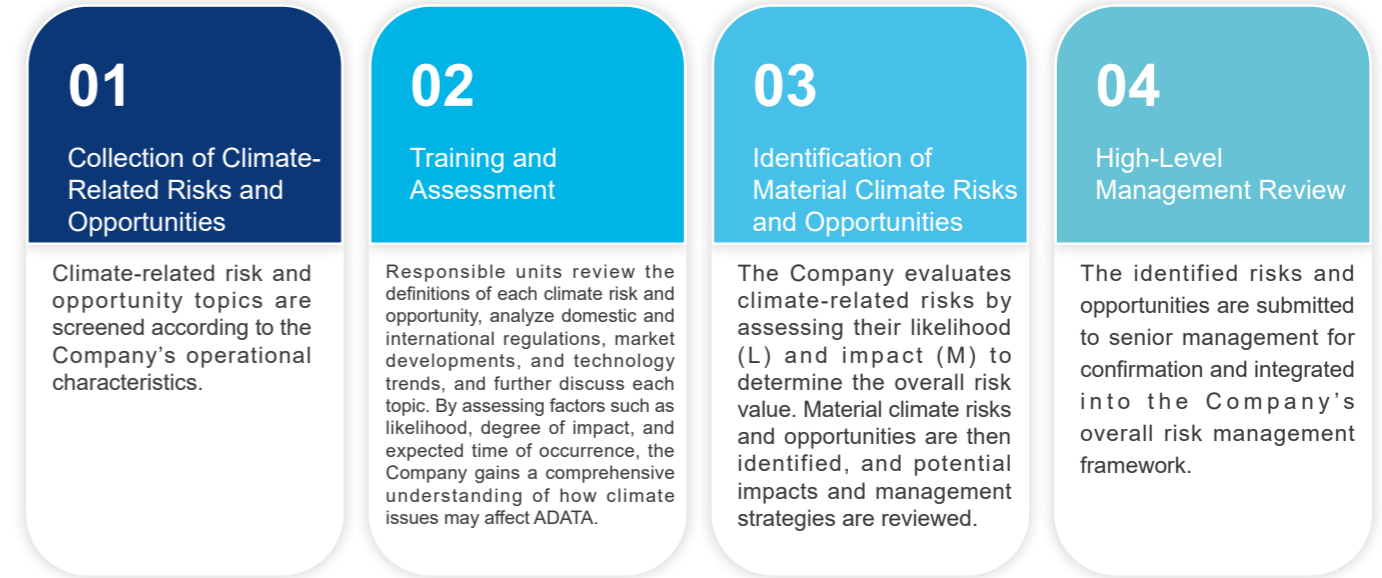 01
Collection of Climate-
Related Risks and
Opportunities
Climate-related risk and
opportunity topics are
screened according to the
Company’s operational
characteristics.
02
Training and
Assessment
Responsible units review the
definitions of each climate risk and
opportunity, analyze domestic and
international regulations, market
developments, and technology
trends, and further discuss each
topic. By assessing factors such as
likelihood, degree of impact, and
expected time of occurrence, the
Company gains a comprehensive
understanding of how climate
issues may affect ADATA.
03
Identification of
Material Climate Risks
and Opportunities
The Company evaluates
climate-related risks by
assessing their likelihood
(L) and impact (M) to
determine the overall risk
value. Material climate risks
and opportunities are then
identified, and potential
impacts and management
strategies are reviewed.
04
High-Level
Management Review
The identified risks and
opportunities are submitted
to senior management for
confirmation and integrated
into the Company’s
overall risk management
framework.